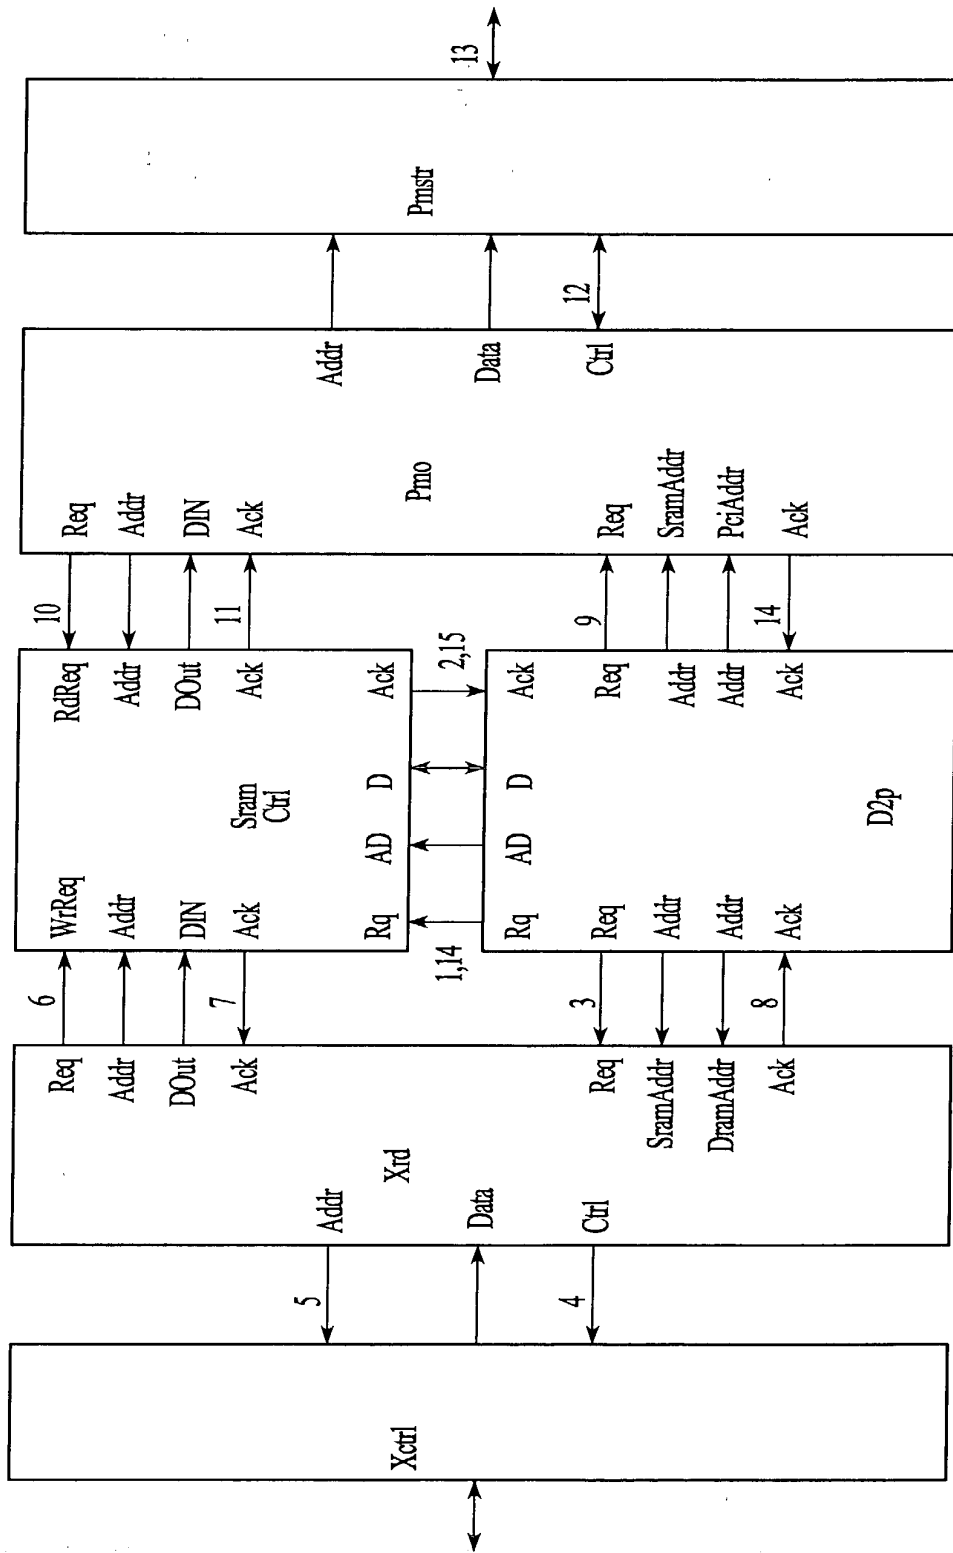 Xctrl
5
4
Addr
Data
Ctrl
Xrd
Req
Addr
DOut
Ack
Req
SramAddr
DramAddr
Ack
6
7
3
8
WrReq
Addr
DIN
Ack
Sram
Ctrl
RdReq
Addr
DOut
Ack
Rq
AD
D
Ack
1,14
2,15
Rq
AD
D
Ack
Req
Addr
Addr
Ack
D2p
Req
Addr
Addr
Ack
10
11
9
14
Req
Addr
DIN
Ack
Pmo
Req
SramAddr
PciAddr
Ack
Addr
Data
Ctrl
12
Pmstr
13